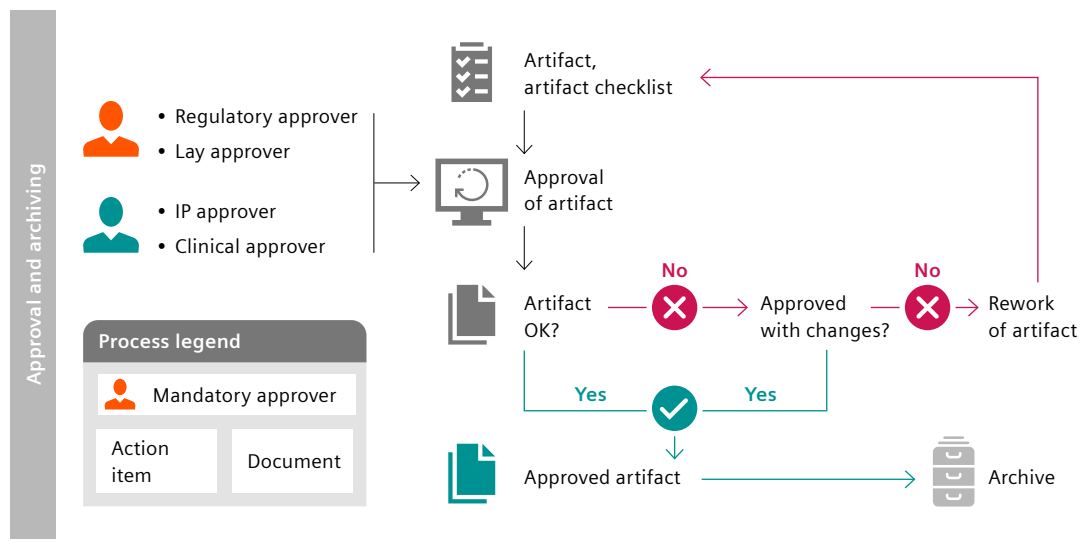 Approval and archiving
Artifact,
artifact checklist
• Regulatory approver
• Lay approver
Approval
of artifact
• IP approver
• Clinical approver
No
No
Artifact
OK?
Approved
with changes?
Rework
of artifact
Process legend
Mandatory approver
Action
item
Document
Yes
Yes
Approved artifact
Archive